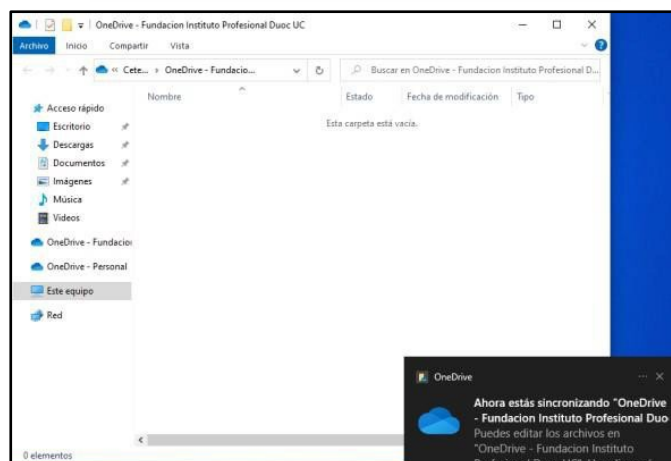 OneDrive - Fundacion Instituto Profesional Duoc UC
Archivo Inicio Compartir Vista
« Cete... › OneDrive - Fundacio...
Buscar en OneDrive - Fundacion Instituto Profesional D...
Nombre Estado Fecha de modificación Tipo
Esta carpeta está vacía.
Acceso rápido
Escritorio
Descargas
Documentos
Imágenes
Música
Videos
OneDrive - Fundacion
OneDrive - Personal
Este equipo
Red
0 elementos
OneDrive
Ahora estás sincronizando "OneDrive
- Fundacion Instituto Profesional Duo
Puedes editar los archivos en
"OneDrive - Fundacion Instituto